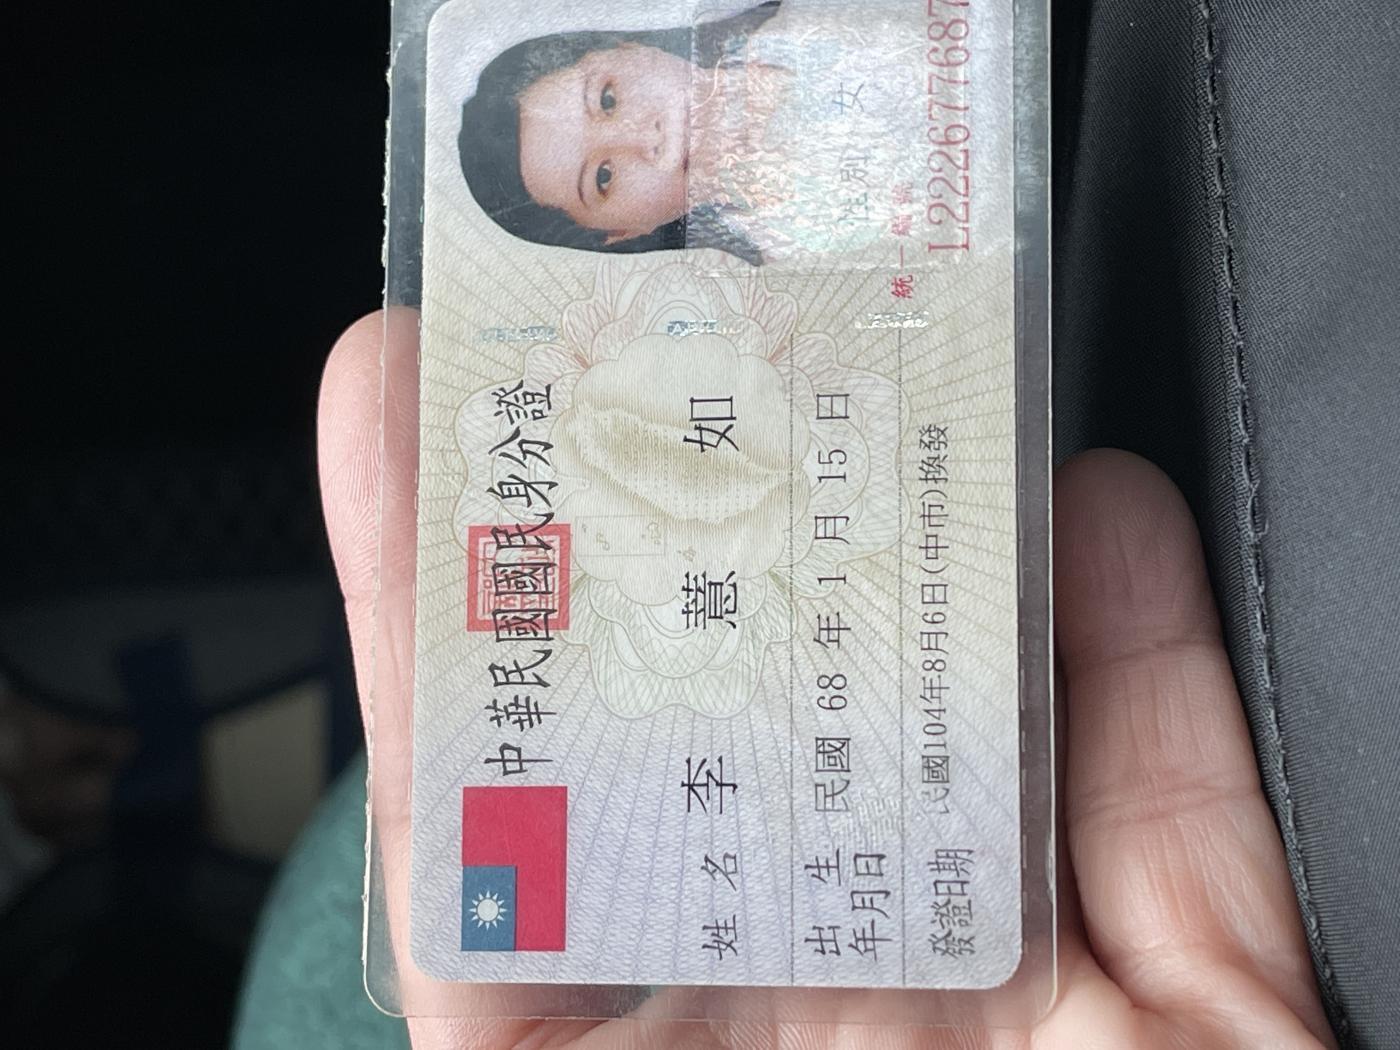 中華民國國民身分證
姓名 李薏如
出生年月日 民國 68 年 1 月 15 日
性別 女
發證日期 民國104年8月6日(中市)換發
統一編號
L222677687